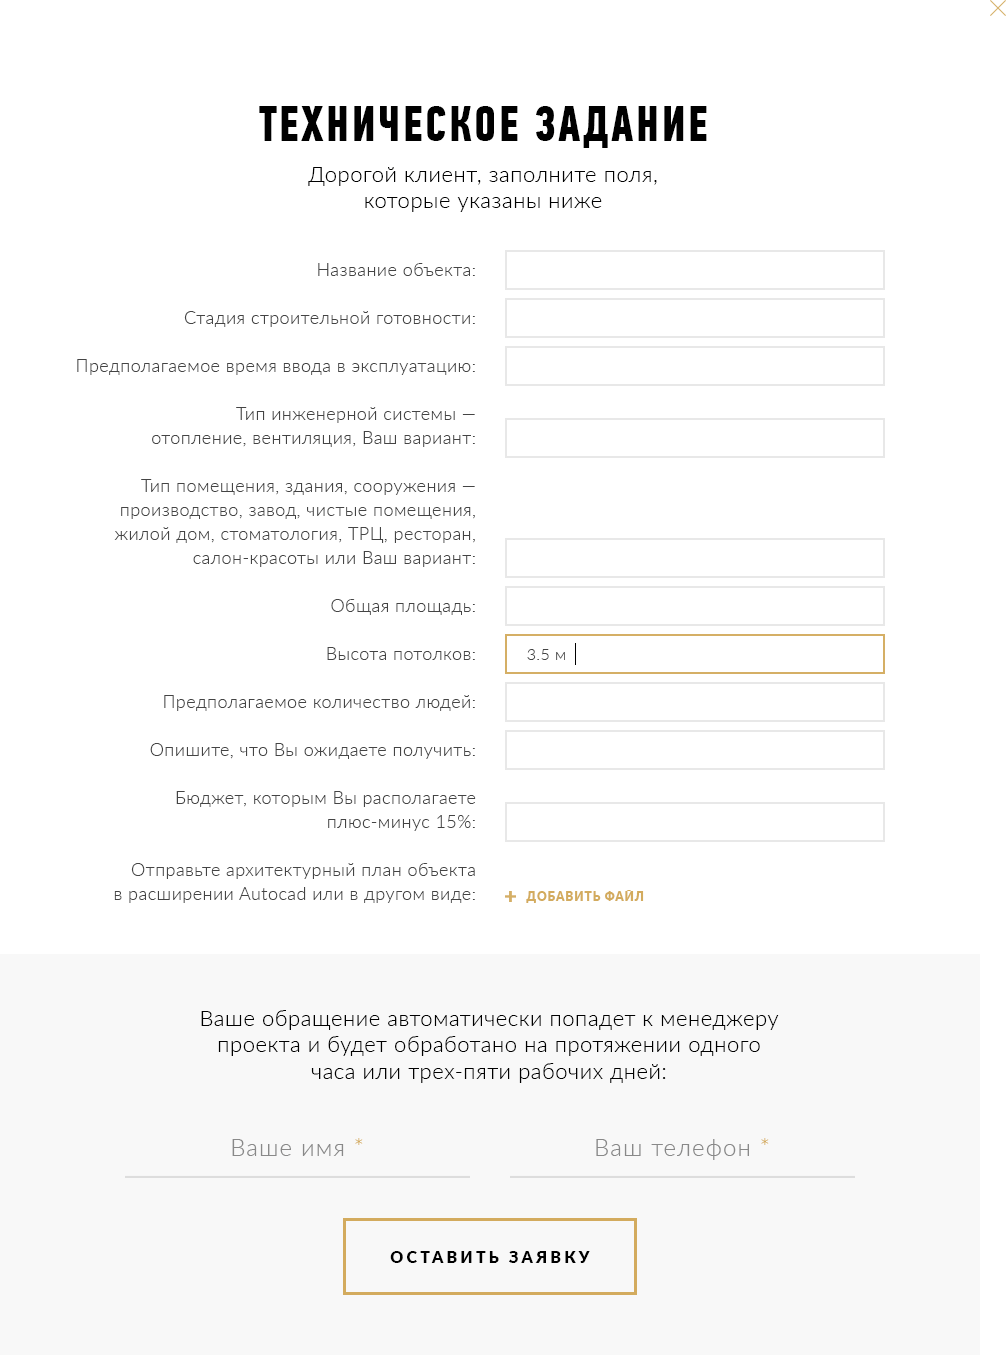 ТЕХНИЧЕСКОЕ ЗАДАНИЕ
Дорогой клиент, заполните поля,
которые указаны ниже
Название объекта:
Стадия строительной готовности:
Предполагаемое время ввода в эксплуатацию:
Тип инженерной системы —
отопление, вентиляция, Ваш вариант:
Тип помещения, здания, сооружения —
производство, завод, чистые помещения,
жилой дом, стоматология, ТРЦ, ресторан,
салон-красоты или Ваш вариант:
Общая площадь:
Высота потолков: 3.5 м
Предполагаемое количество людей:
Опишите, что Вы ожидаете получить:
Бюджет, которым Вы располагаете
плюс-минус 15%:
Отправьте архитектурный план объекта
в расширении Autocad или в другом виде: + ДОБАВИТЬ ФАЙЛ
Ваше обращение автоматически попадет к менеджеру
проекта и будет обработано на протяжении одного
часа или трех-пяти рабочих дней:
Ваше имя * Ваш телефон *
ОСТАВИТЬ ЗАЯВКУ